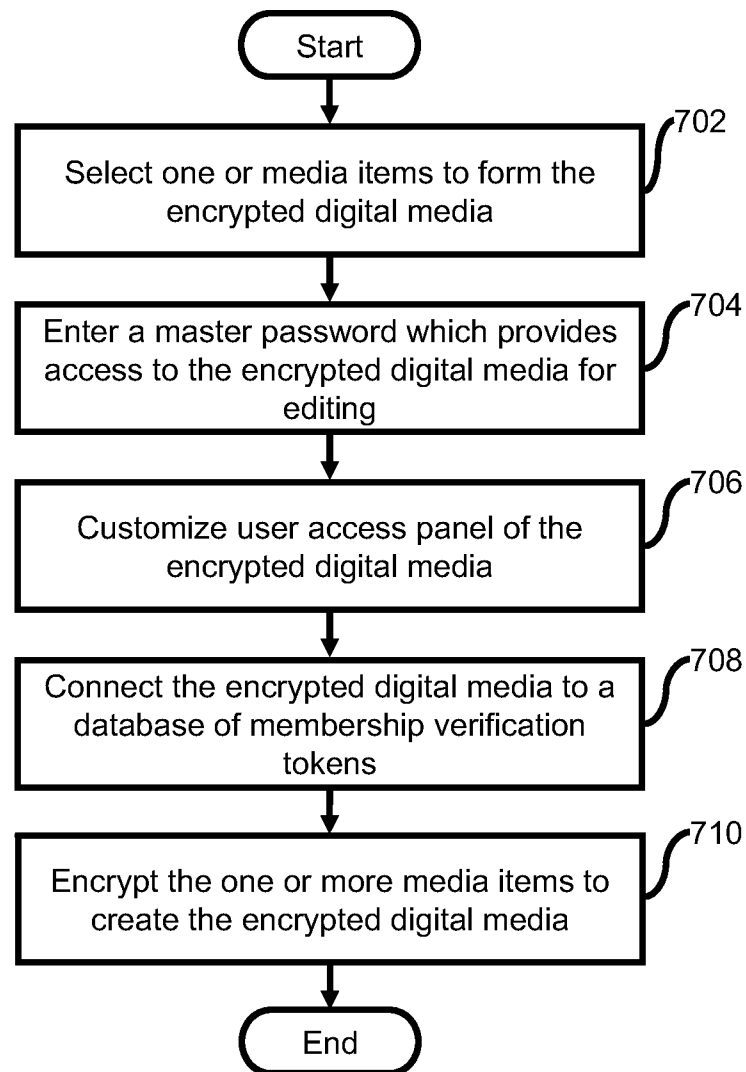 Start
702
Select one or media items to form the
encrypted digital media
704
Enter a master password which provides
access to the encrypted digital media for
editing
706
Customize user access panel of the
encrypted digital media
708
Connect the encrypted digital media to a
database of membership verification
tokens
710
Encrypt the one or more media items to
create the encrypted digital media
End